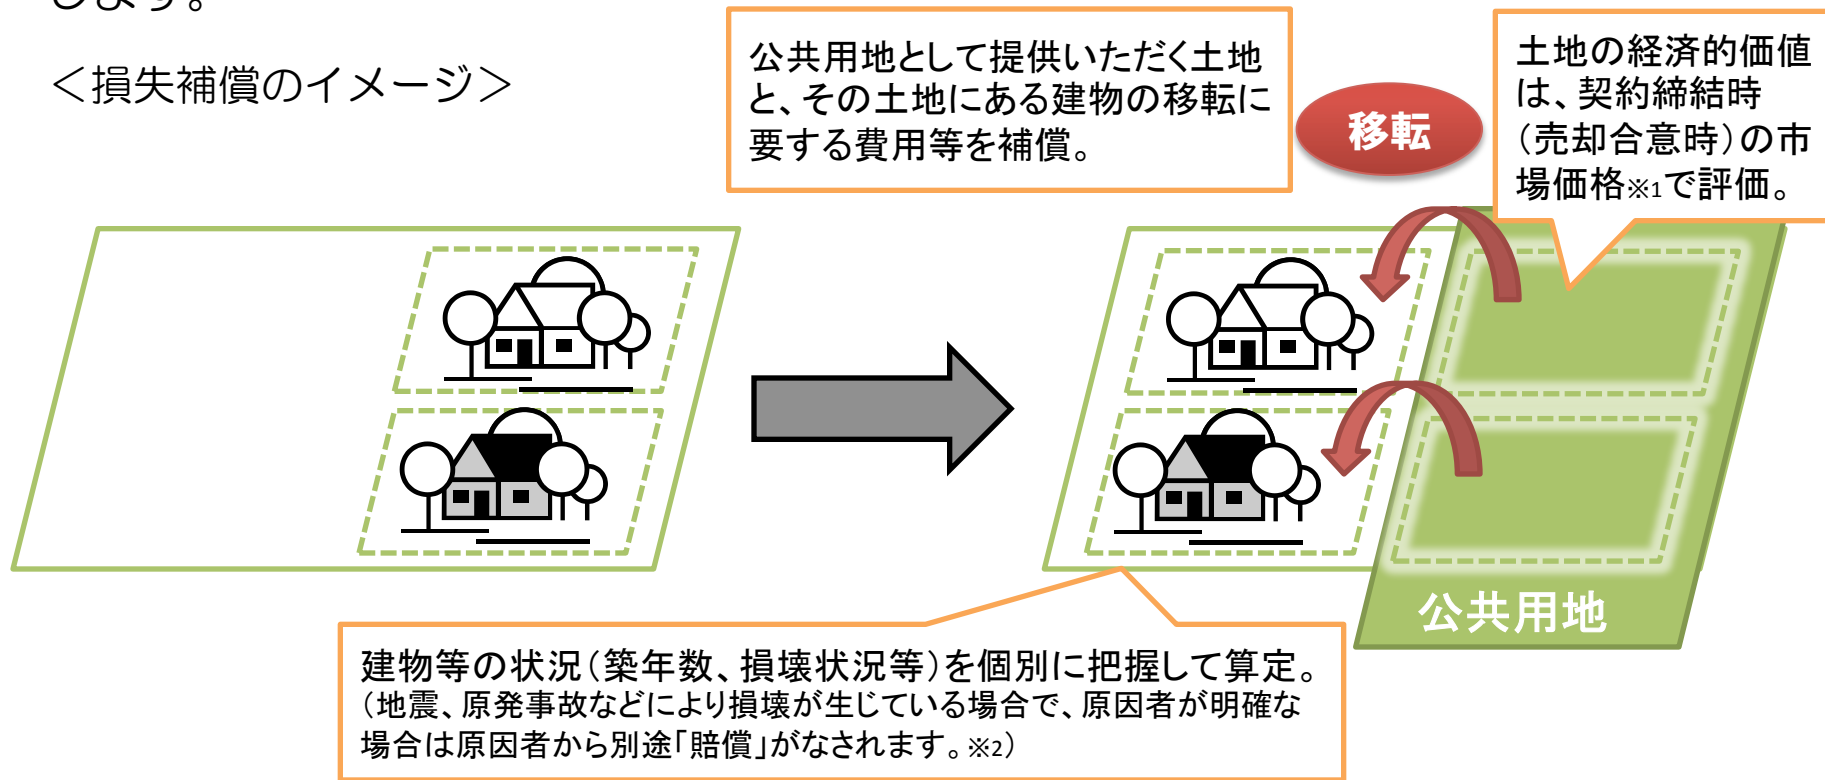 します。
＜損失補償のイメージ＞
公共用地として提供いただく土地
と、その土地にある建物の移転に
要する費用等を補償。
移転
土地の経済的価値
は、契約締結時
（売却合意時）の市
場価格※1で評価。
公共用地
建物等の状況（築年数、損壊状況等）を個別に把握して算定。
（地震、原発事故などにより損壊が生じている場合で、原因者が明確な
場合は原因者から別途「賠償」がなされます。※2）